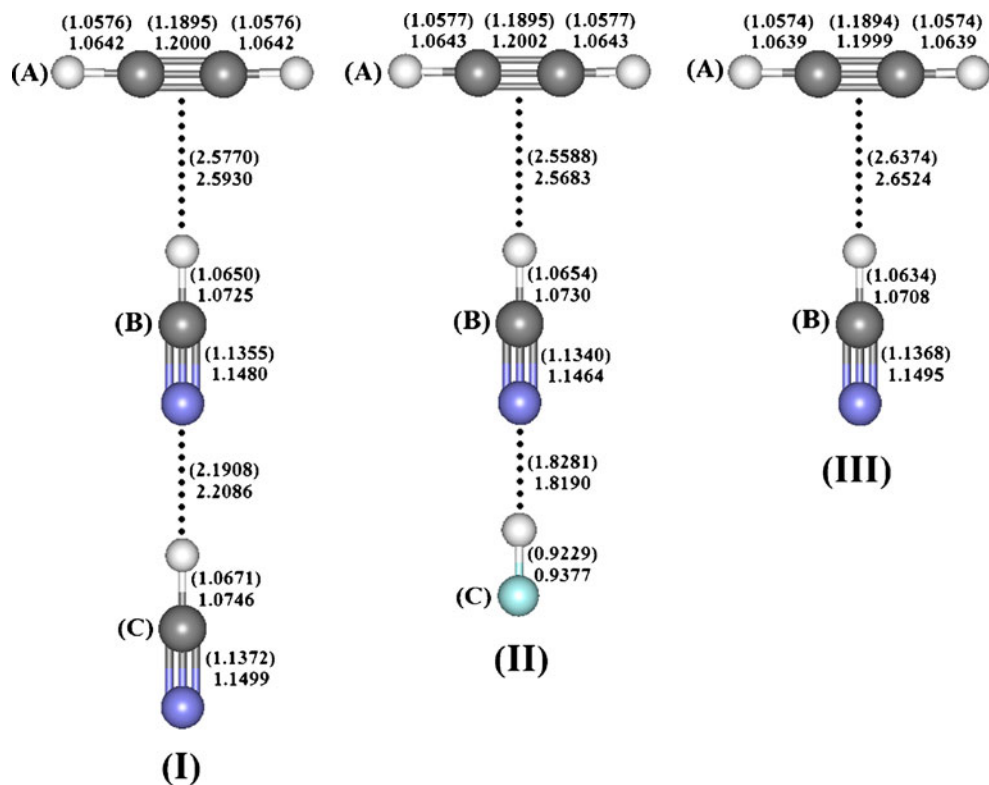 (1.0576) (1.1895) (1.0576)
1.0642 1.2000 1.0642
(A)
(2.5770)
2.5930
(1.0650)
1.0725
(B)
(1.1355)
1.1480
(2.1908)
2.2086
(1.0671)
1.0746
(C)
(1.1372)
1.1499
(I)
(1.0577) (1.1895) (1.0577)
1.0643 1.2002 1.0643
(A)
(2.5588)
2.5683
(1.0654)
1.0730
(B)
(1.1340)
1.1464
(1.8281)
1.8190
(0.9229)
0.9377
(C)
(II)
(1.0574) (1.1894) (1.0574)
1.0639 1.1999 1.0639
(A)
(2.6374)
2.6524
(1.0634)
1.0708
(B)
(1.1368)
1.1495
(III)